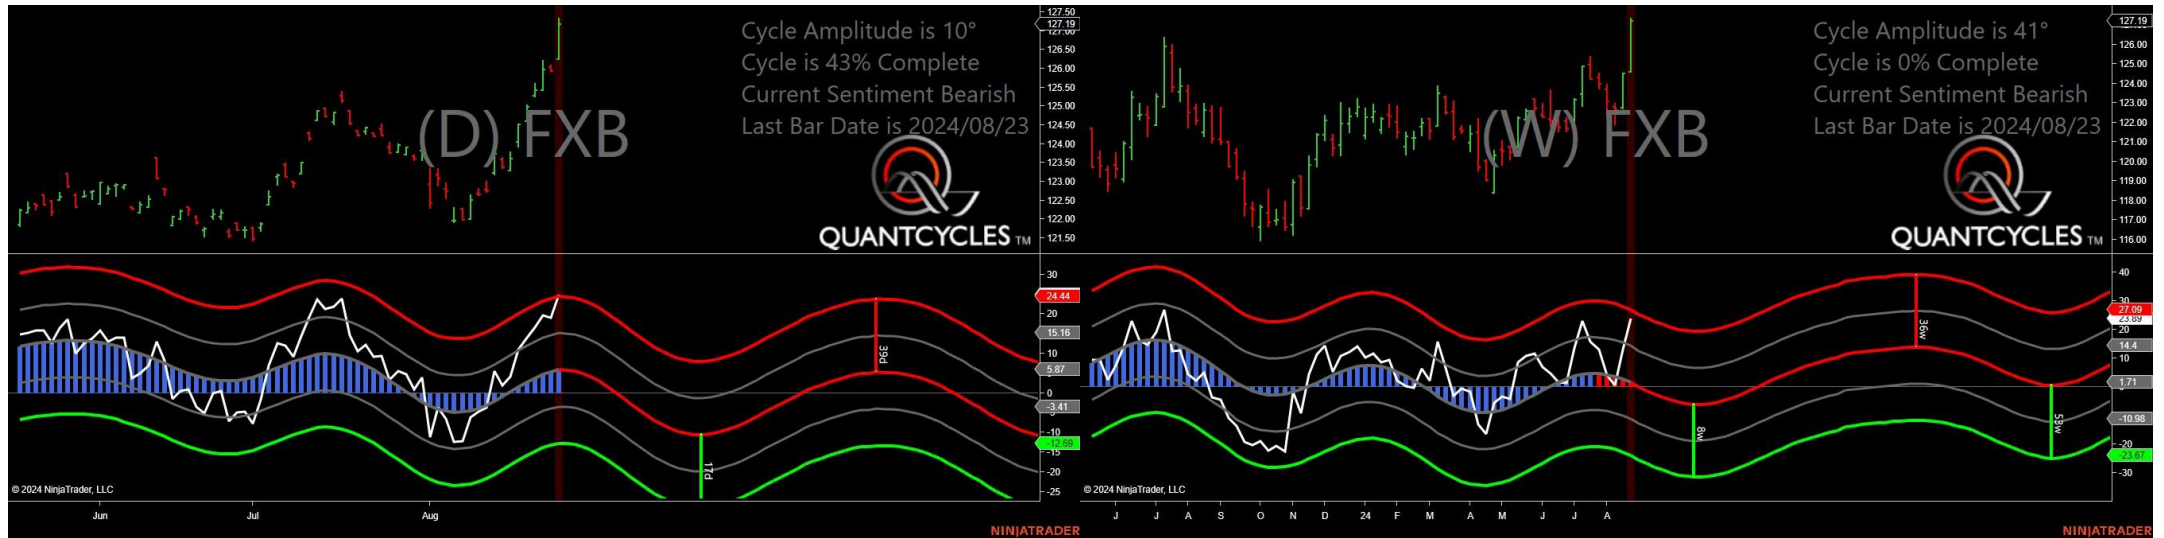 Cycle Amplitude is 10°
Cycle is 43% Complete
Current Sentiment Bearish
Last Bar Date is 2024/08/23
(D) FXB
QUANTCYCLES TM
127.50
127.19
127.00
126.50
126.00
125.50
125.00
124.50
124.00
123.50
123.00
122.50
122.00
121.50
30
24.44
20
15.16
10
5.87
0
-3.41
-10
-12.69
-15
-20
-25
39d
17d
© 2024 NinjaTrader, LLC
Jun Jul Aug
NINJATRADER
Cycle Amplitude is 41°
Cycle is 0% Complete
Current Sentiment Bearish
Last Bar Date is 2024/08/23
(W) FXB
QUANTCYCLES TM
127.19
126.00
125.00
124.00
123.00
122.00
121.00
120.00
119.00
118.00
117.00
116.00
40
30
27.09
23.89
20
14.4
10
1.71
-10.98
-20
-23.67
-30
36w
8w
53w
© 2024 NinjaTrader, LLC
J J A S O N D 24 F M A M J J A
NINJATRADER